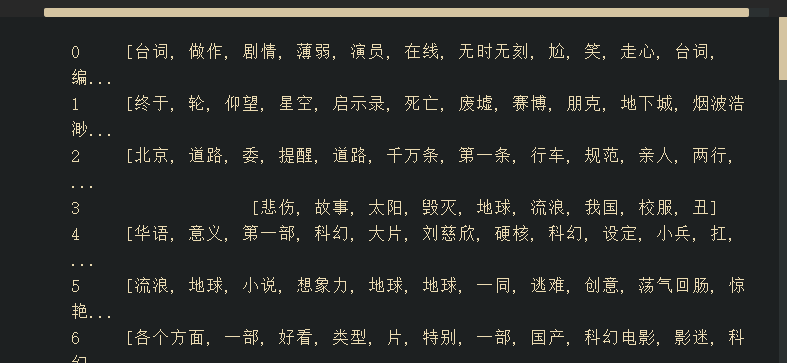 0 [台词, 做作, 剧情, 薄弱, 演员, 在线, 无时无刻, 尬, 笑, 走心, 台词,
编...
1 [终于, 轮, 仰望, 星空, 启示录, 死亡, 废墟, 赛博, 朋克, 地下城, 烟波浩
渺...
2 [北京, 道路, 委, 提醒, 道路, 千万条, 第一条, 行车, 规范, 亲人, 两行,
...
3 [悲伤, 故事, 太阳, 毁灭, 地球, 流浪, 我国, 校服, 丑]
4 [华语, 意义, 第一部, 科幻, 大片, 刘慈欣, 硬核, 科幻, 设定, 小兵, 扛,
...
5 [流浪, 地球, 小说, 想象力, 地球, 地球, 一同, 逃难, 创意, 荡气回肠, 惊
艳...
6 [各个方面, 一部, 好看, 类型, 片, 特别, 一部, 国产, 科幻电影, 影迷, 科